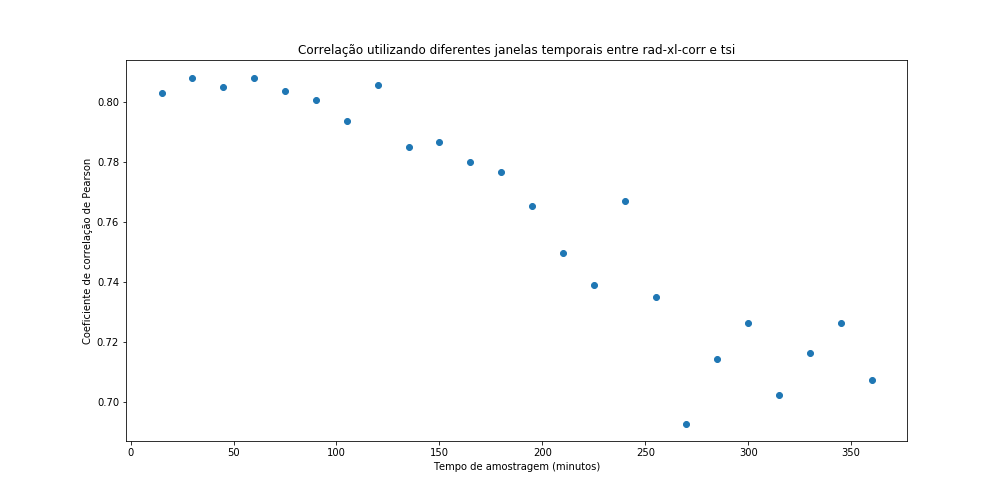 Correlação utilizando diferentes janelas temporais entre rad-xl-corr e tsi
0.80
0.78
0.76
0.74
0.72
0.70
Coeficiente de correlação de Pearson
0 50 100 150 200 250 300 350
Tempo de amostragem (minutos)